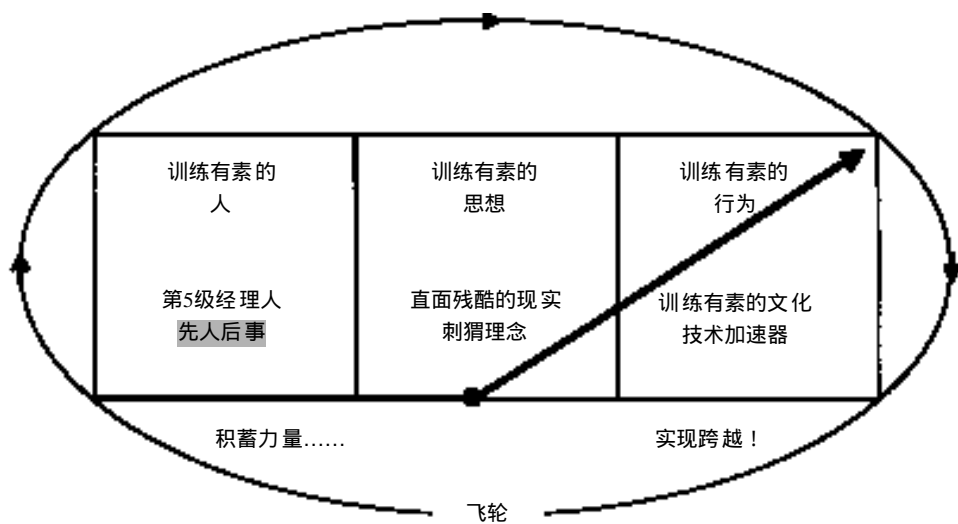 训练有素的
人
训练有素的
思想
训练有素的
行为
第5级经理人
先人后事
直面残酷的现实
刺猬理念
训练有素的文化
技术加速器
积蓄力量……
实现跨越！
飞轮